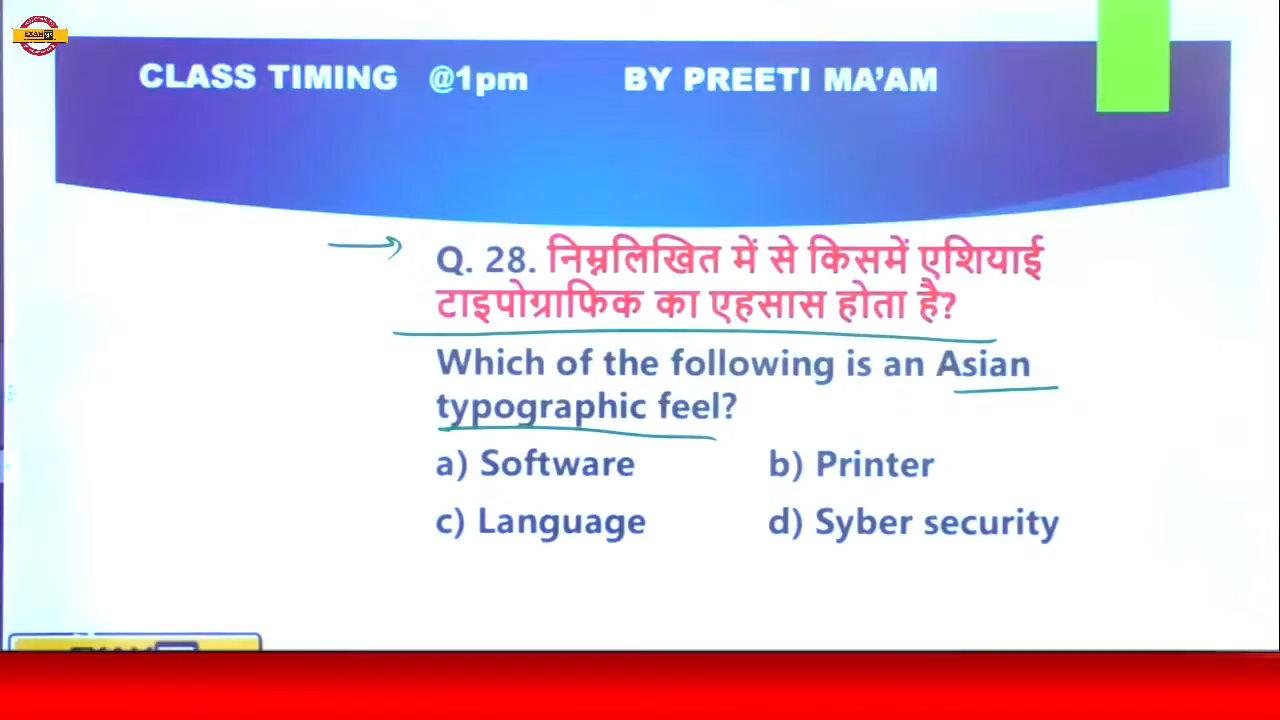 CLASS TIMING @1pm BY PREETI MA'AM
Q. 28. निम्नलिखित में से किसमें एशियाई
टाइपोग्राफिक का एहसास होता है?
Which of the following is an Asian
typographic feel?
a) Software b) Printer
c) Language d) Syber security